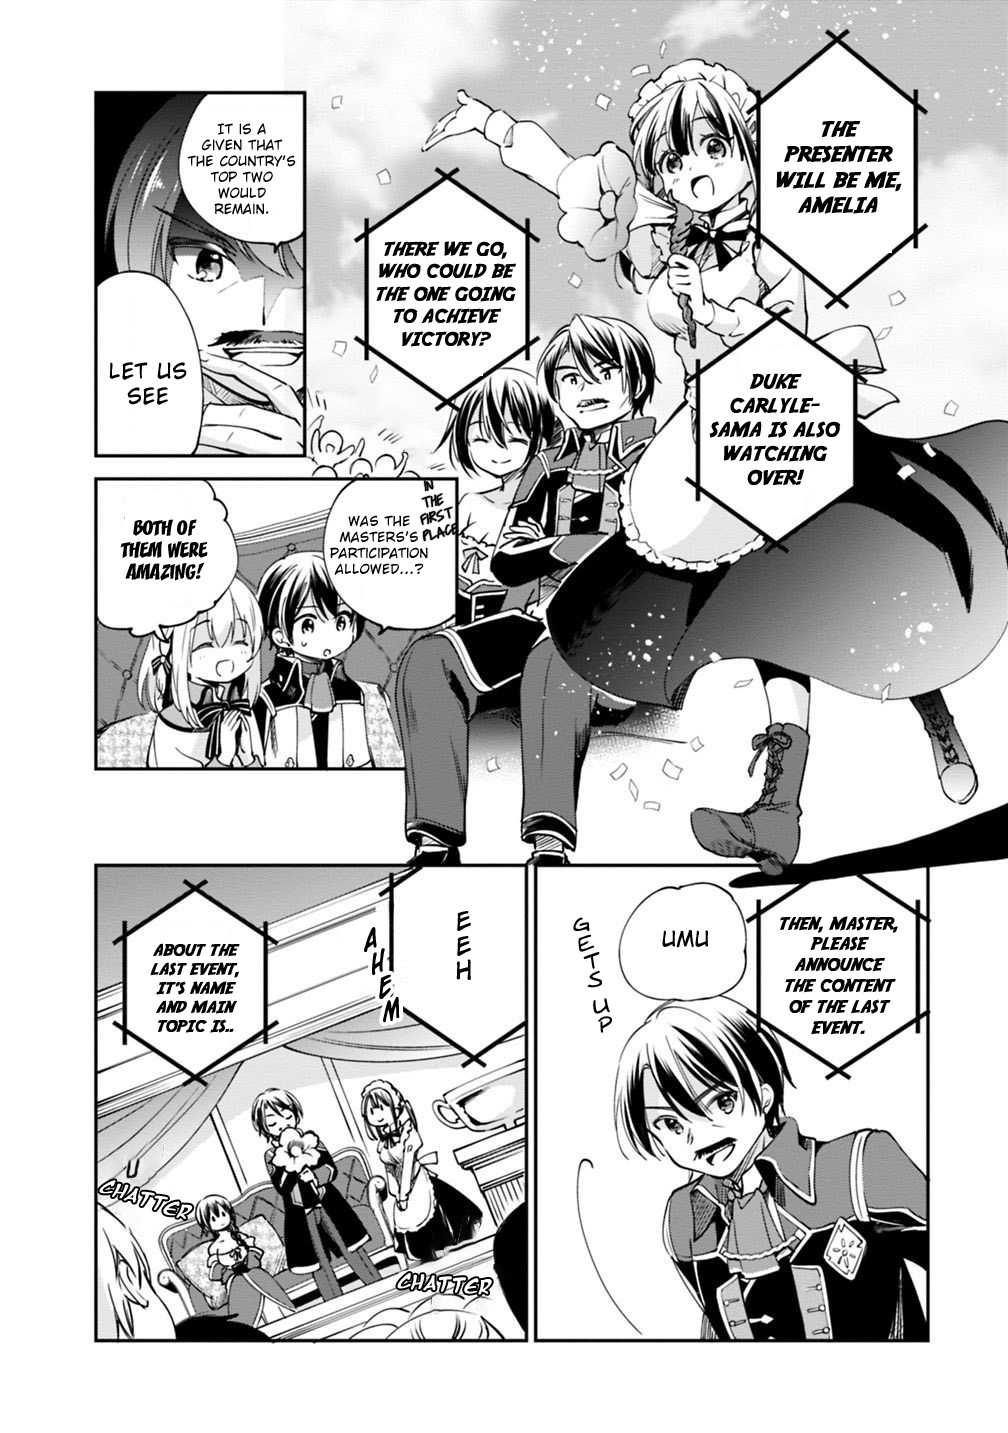 THE
PRESENTER
WILL BE ME,
AMELIA
THERE WE GO,
WHO COULD BE
THE ONE GOING
TO ACHIEVE
VICTORY?
DUKE
CARLYLE-
SAMA IS ALSO
WATCHING
OVER!
IT IS A
GIVEN THAT
THE COUNTRY'S
TOP TWO
WOULD
REMAIN.
LET US
SEE
IN
THE
FIRST
PLACE
WAS THE
MASTERS'S
PARTICIPATION
ALLOWED...?
BOTH OF
THEM WERE
AMAZING!
THEN, MASTER,
PLEASE
ANNOUNCE
THE CONTENT
OF THE LAST
EVENT.
UMU
GETS UP
EEH
AHEM
ABOUT THE
LAST EVENT,
IT'S NAME
AND MAIN
TOPIC IS..
CHATTER
CHATTER